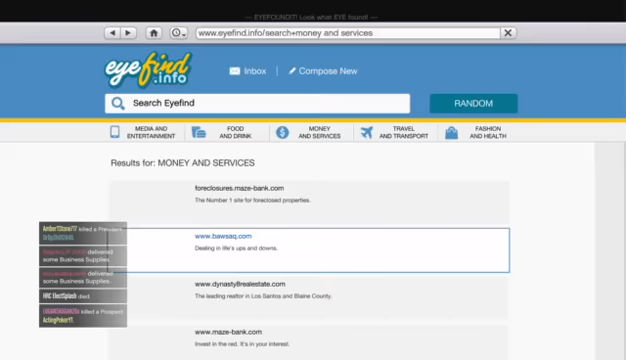 — EYEFOUNDIT! Look what EYE found! —
www.eyefind.info/search+money and services
eyefind
.info
Inbox
Compose New
Search Eyefind
RANDOM
MEDIA AND
ENTERTAINMENT
FOOD
AND DRINK
MONEY
AND SERVICES
TRAVEL
AND TRANSPORT
FASHION
AND HEALTH
Results for: MONEY AND SERVICES
foreclosures.maze-bank.com
The Number 1 site for foreclosed properties.
www.bawsaq.com
Dealing in life's ups and downs.
www.dynasty8realestate.com
The leading realtor in Los Santos and Blaine County.
www.maze-bank.com
Invest in the red. It's in your interest.
killed a Prospect
delivered
some Business Supplies.
delivered
some Business Supplies.
died.
killed a Prospect